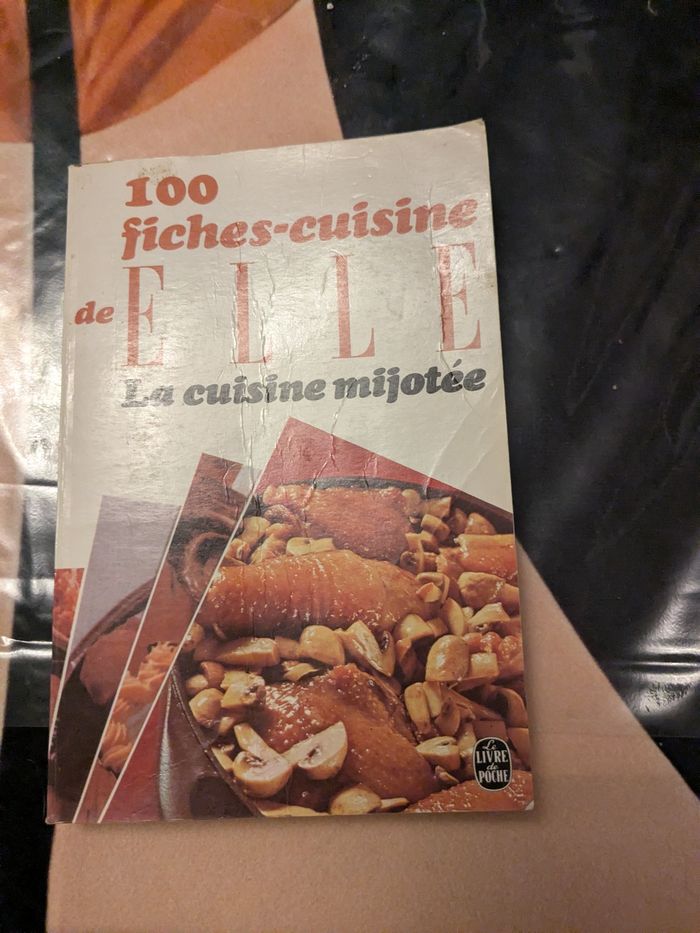 100
fiches-cuisine
de ELLE
La cuisine mijotée
Le
LIVRE
de
POCHE